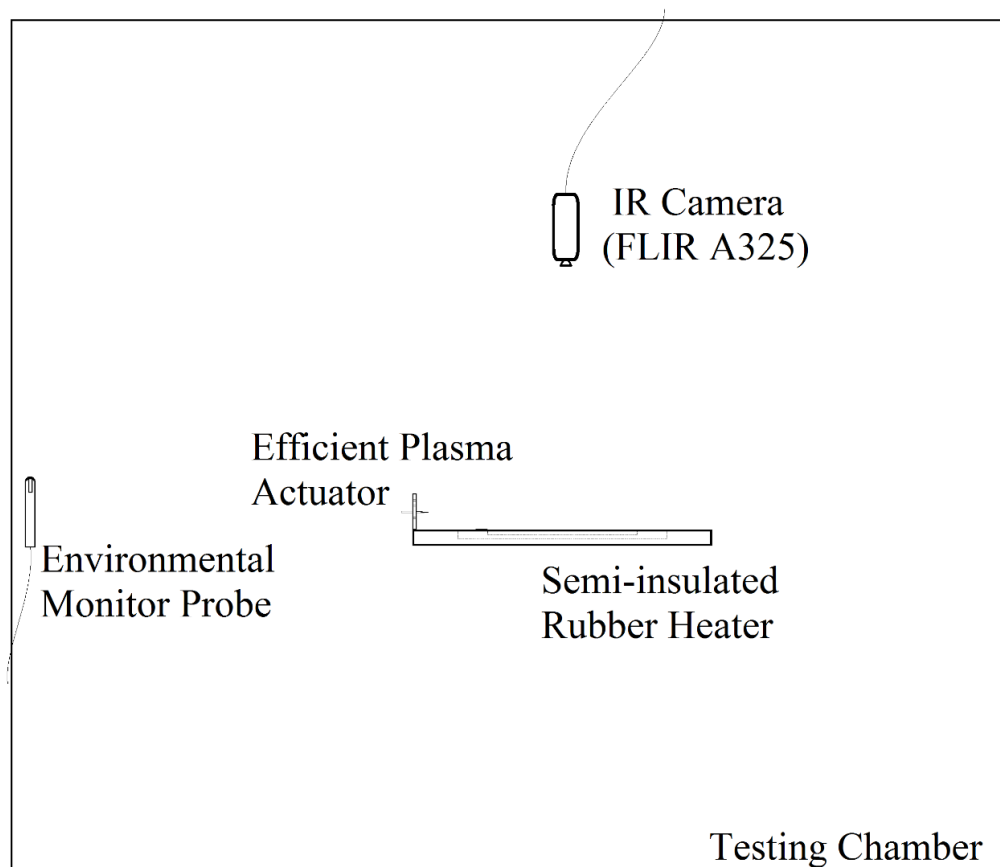 IR Camera
(FLIR A325)
Efficient Plasma
Actuator
Environmental
Monitor Probe
Semi-insulated
Rubber Heater
Testing Chamber